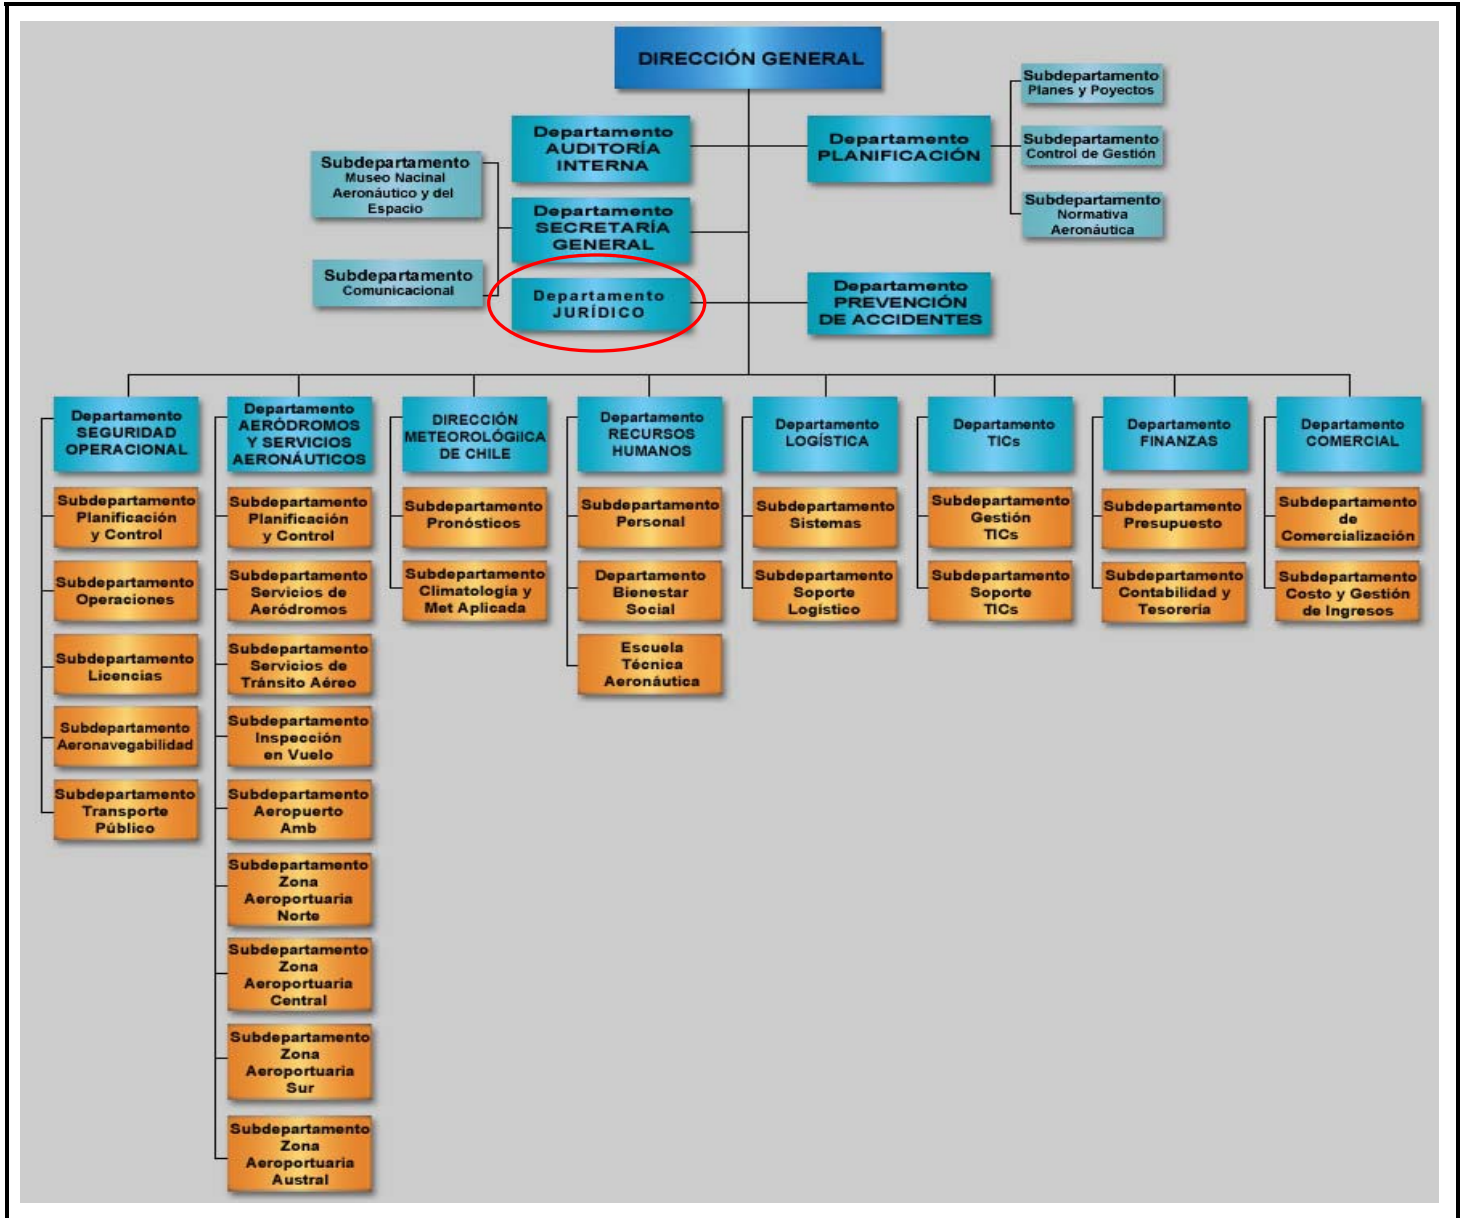 DIRECCIÓN GENERAL
Departamento
AUDITORÍA
INTERNA
Departamento
PLANIFICACIÓN
Subdepartamento
Planes y Poyectos
Subdepartamento
Control de Gestión
Subdepartamento
Normativa
Aeronáutica
Subdepartamento
Museo Nacinal
Aeronáutico y del
Espacio
Departamento
SECRETARÍA
GENERAL
Subdepartamento
Comunicacional
Departamento
JURÍDICO
Departamento
PREVENCIÓN
DE ACCIDENTES
Departamento
SEGURIDAD
OPERACIONAL
Subdepartamento
Planificación
y Control
Subdepartamento
Operaciones
Subdepartamento
Licencias
Subdepartamento
Aeronavegabilidad
Subdepartamento
Transporte
Público
Departamento
AERÓDROMOS
Y SERVICIOS
AERONÁUTICOS
Subdepartamento
Planificación
y Control
Subdepartamento
Servicios de
Aeródromos
Subdepartamento
Servicios de
Tránsito Aéreo
Subdepartamento
Inspección
en Vuelo
Subdepartamento
Aeropuerto
Amb
Subdepartamento
Zona
Aeroportuaria
Norte
Subdepartamento
Zona
Aeroportuaria
Central
Subdepartamento
Zona
Aeroportuaria
Sur
Subdepartamento
Zona
Aeroportuaria
Austral
DIRECCIÓN
METEOROLÓGiICA
DE CHILE
Subdepartamento
Pronósticos
Subdepartamento
Climatología y
Met Aplicada
Departamento
RECURSOS
HUMANOS
Subdepartamento
Personal
Departamento
Bienestar
Social
Escuela
Técnica
Aeronáutica
Departamento
LOGÍSTICA
Subdepartamento
Sistemas
Subdepartamento
Soporte
Logístico
Departamento
TICs
Subdepartamento
Gestión
TICs
Subdepartamento
Soporte
TICs
Departamento
FINANZAS
Subdepartamento
Presupuesto
Subdepartamento
Contabilidad y
Tesorería
Departamento
COMERCIAL
Subdepartamento
de
Comercialización
Subdepartamento
Costo y Gestión
de Ingresos